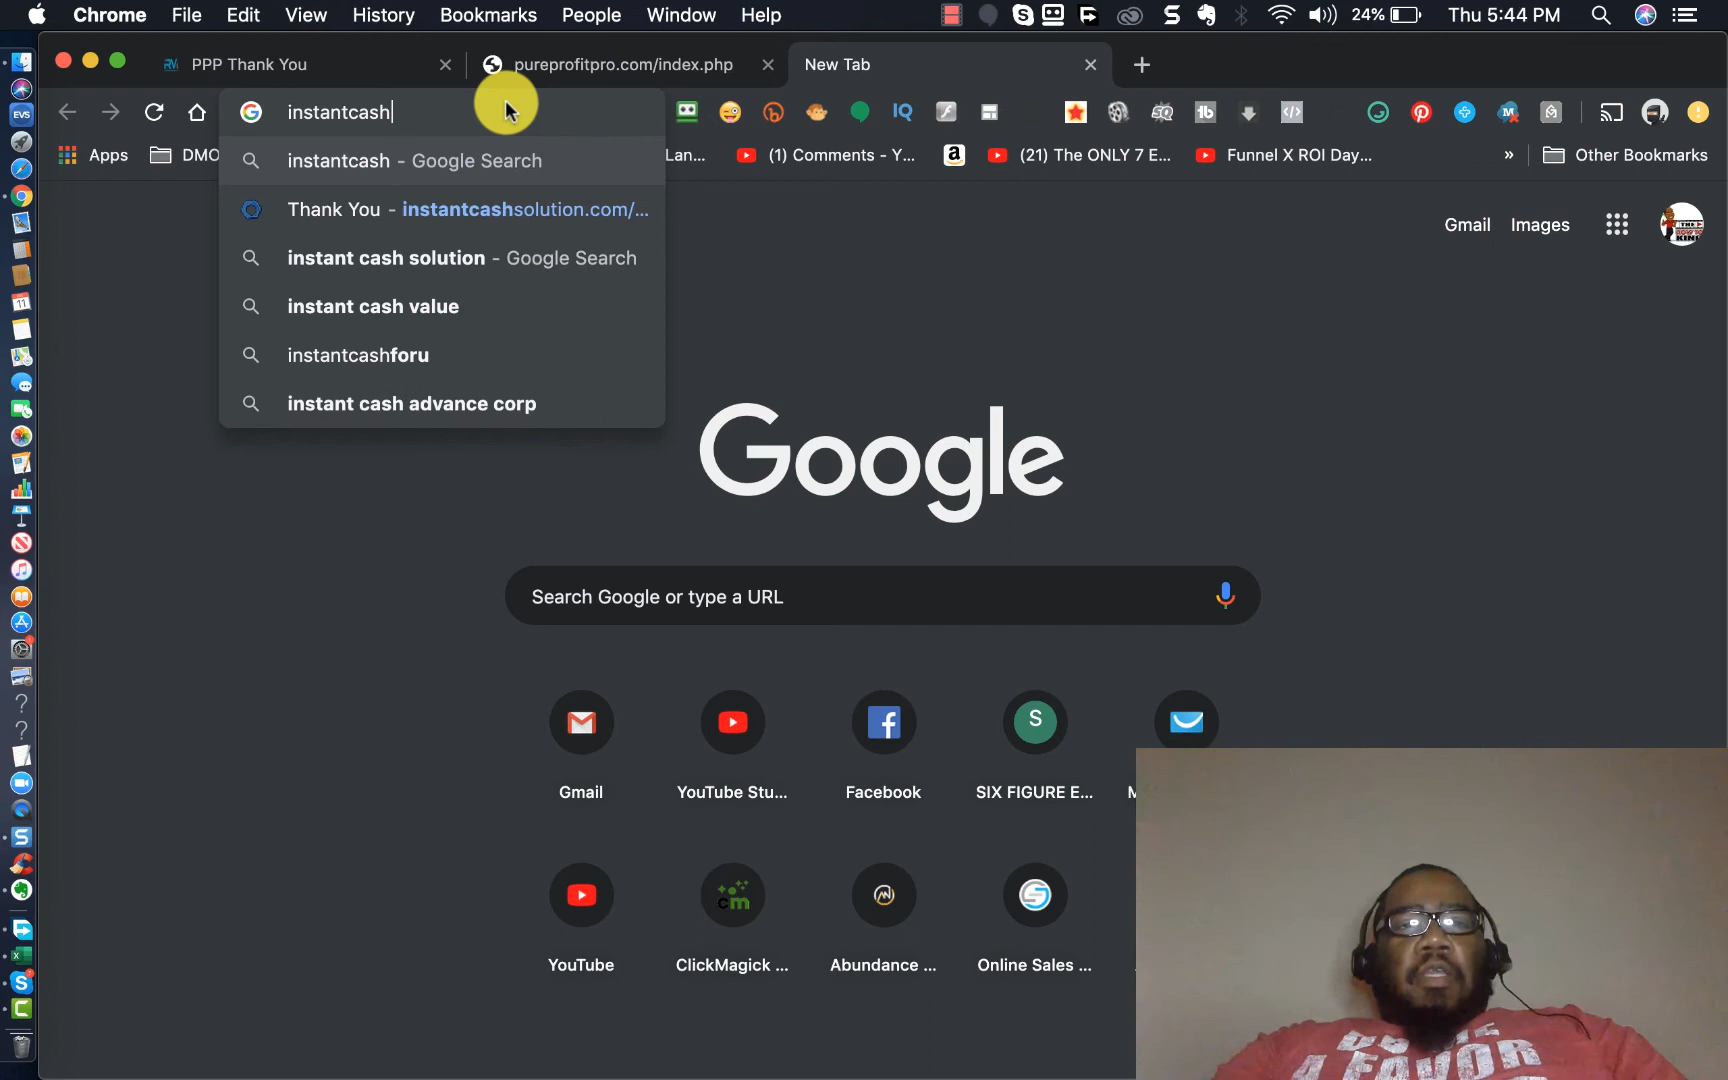 Chrome File Edit View History Bookmarks People Window Help 24% Thu 5:44 PM
PPP Thank You pureprofitpro.com/index.php New Tab
instantcash
Apps DMO Lan... (1) Comments - Y... (21) The ONLY 7 E... Funnel X ROI Day... » Other Bookmarks
instantcash - Google Search
Thank You - instantcashsolution.com/...
instant cash solution - Google Search
instant cash value
instantcashforu
instant cash advance corp
Gmail Images
Google
Search Google or type a URL
Gmail YouTube Stu... Facebook SIX FIGURE E...
YouTube ClickMagick ... Abundance ... Online Sales ...
A FAVOR